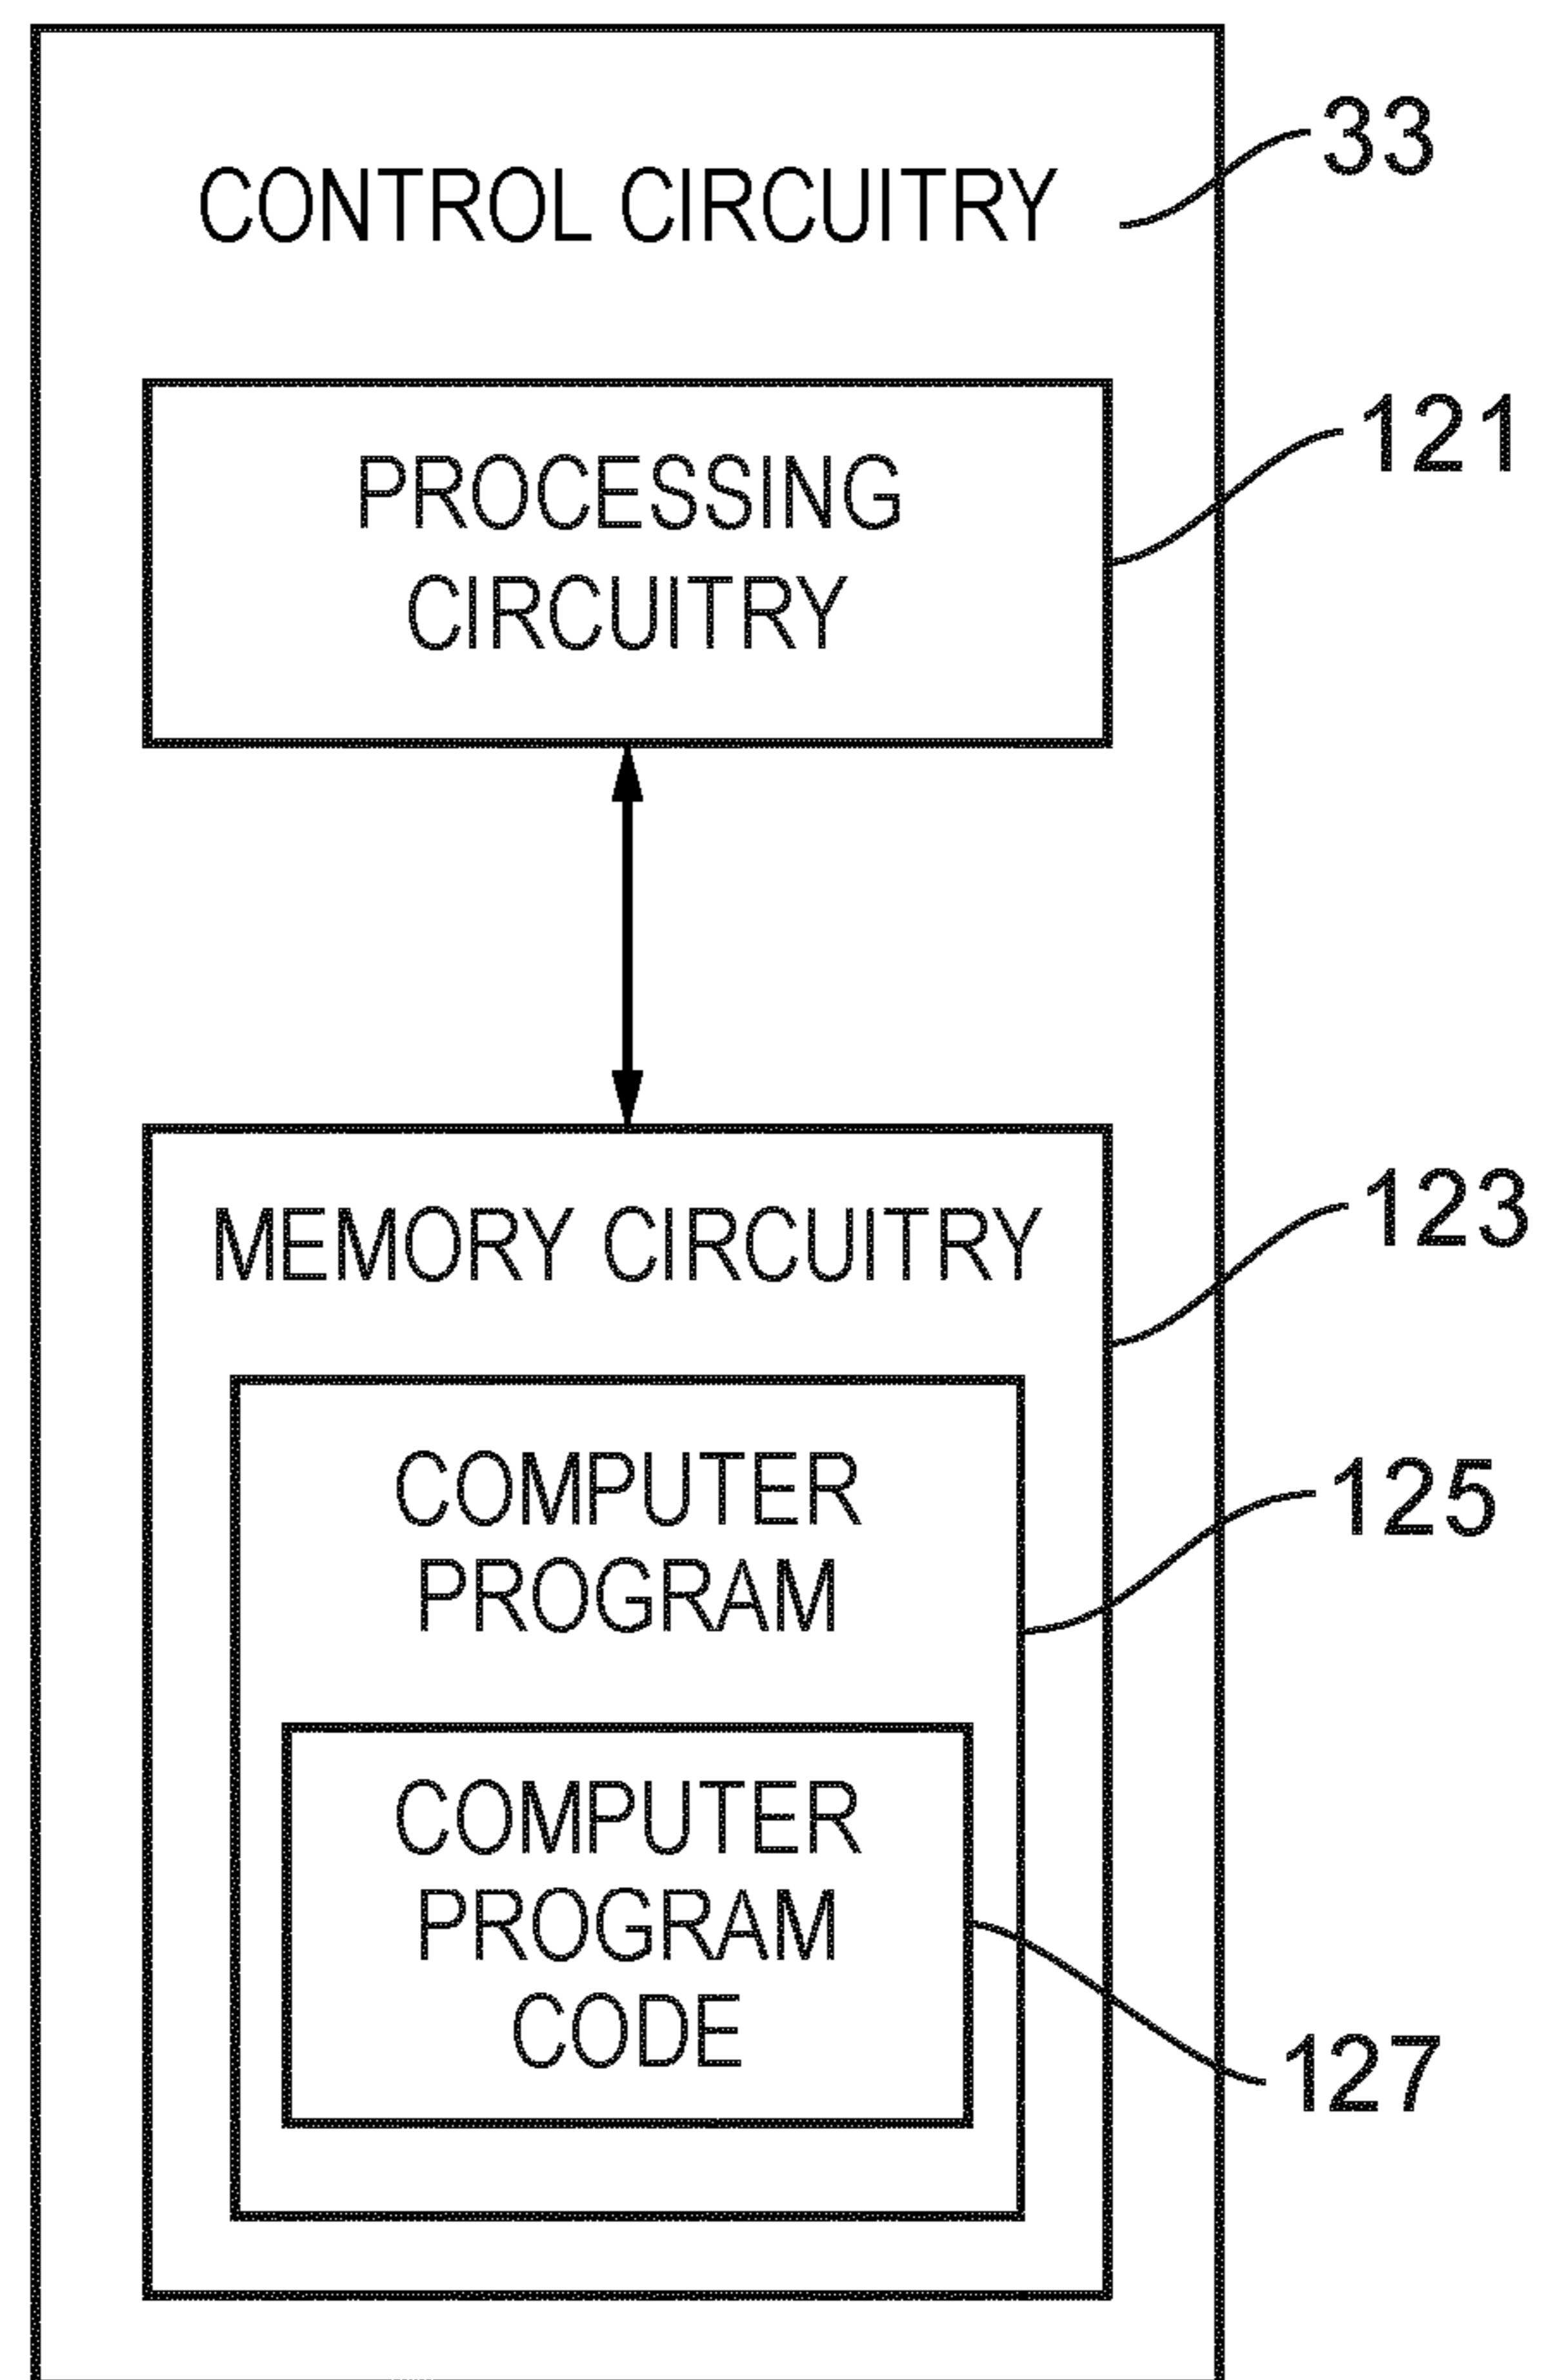 CONTROL CIRCUITRY
33
PROCESSING
CIRCUITRY
121
MEMORY CIRCUITRY
123
COMPUTER
PROGRAM
125
COMPUTER
PROGRAM
CODE
127